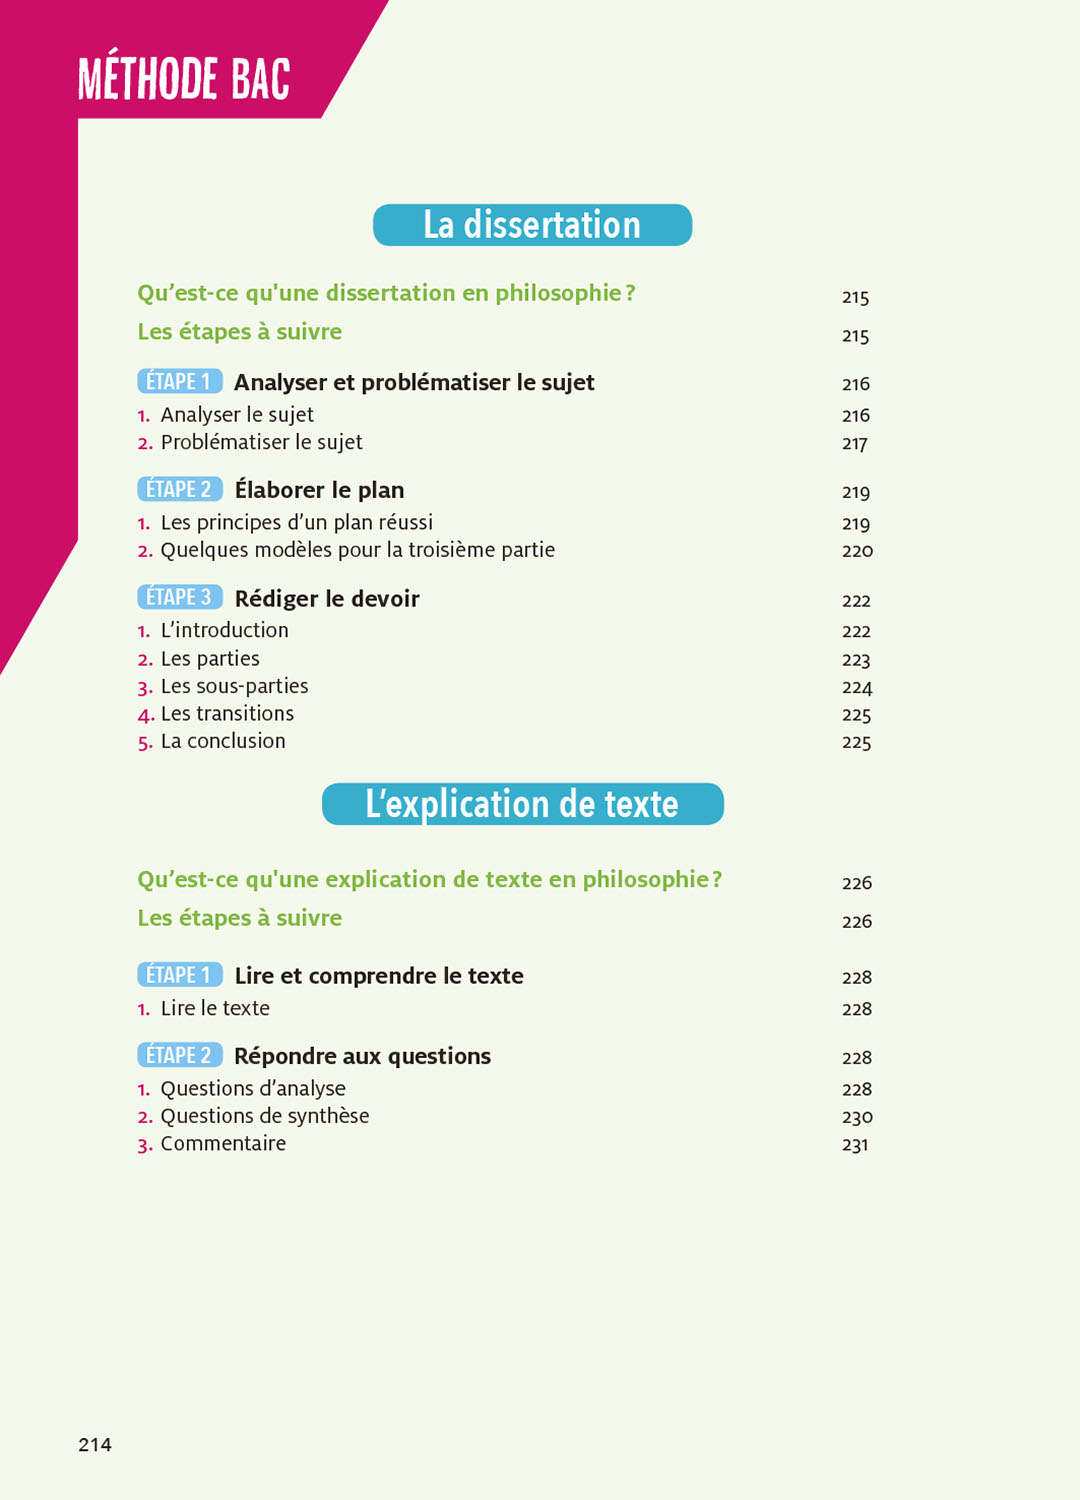 MÉTHODE BAC
La dissertation
Qu’est-ce qu'une dissertation en philosophie ? 215
Les étapes à suivre 215
ÉTAPE 1 Analyser et problématiser le sujet 216
1. Analyser le sujet 216
2. Problématiser le sujet 217
ÉTAPE 2 Élaborer le plan 219
1. Les principes d’un plan réussi 219
2. Quelques modèles pour la troisième partie 220
ÉTAPE 3 Rédiger le devoir 222
1. L’introduction 222
2. Les parties 223
3. Les sous-parties 224
4. Les transitions 225
5. La conclusion 225
L’explication de texte
Qu’est-ce qu'une explication de texte en philosophie ? 226
Les étapes à suivre 226
ÉTAPE 1 Lire et comprendre le texte 228
1. Lire le texte 228
ÉTAPE 2 Répondre aux questions 228
1. Questions d’analyse 228
2. Questions de synthèse 230
3. Commentaire 231
214